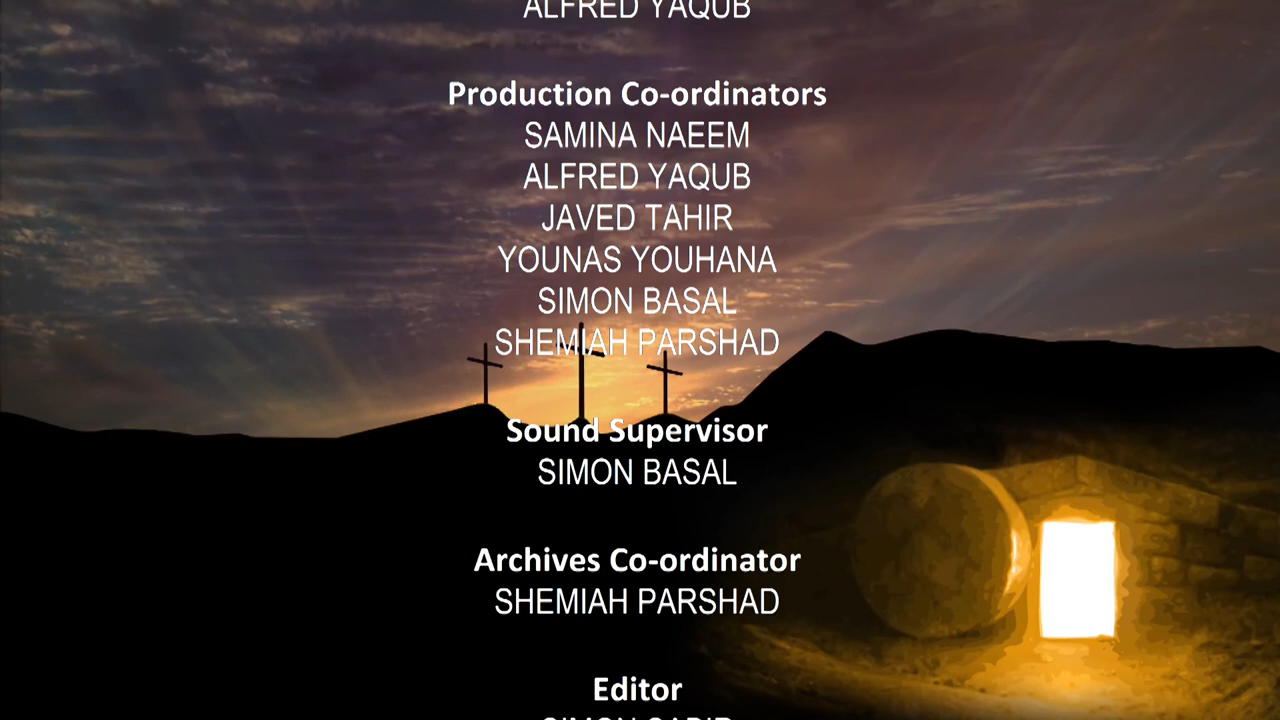 ALFRED YAQUB
Production Co-ordinators
SAMINA NAEEM
ALFRED YAQUB
JAVED TAHIR
YOUNAS YOUHANA
SIMON BASAL
SHEMIAH PARSHAD
Sound Supervisor
SIMON BASAL
Archives Co-ordinator
SHEMIAH PARSHAD
Editor
SIMON